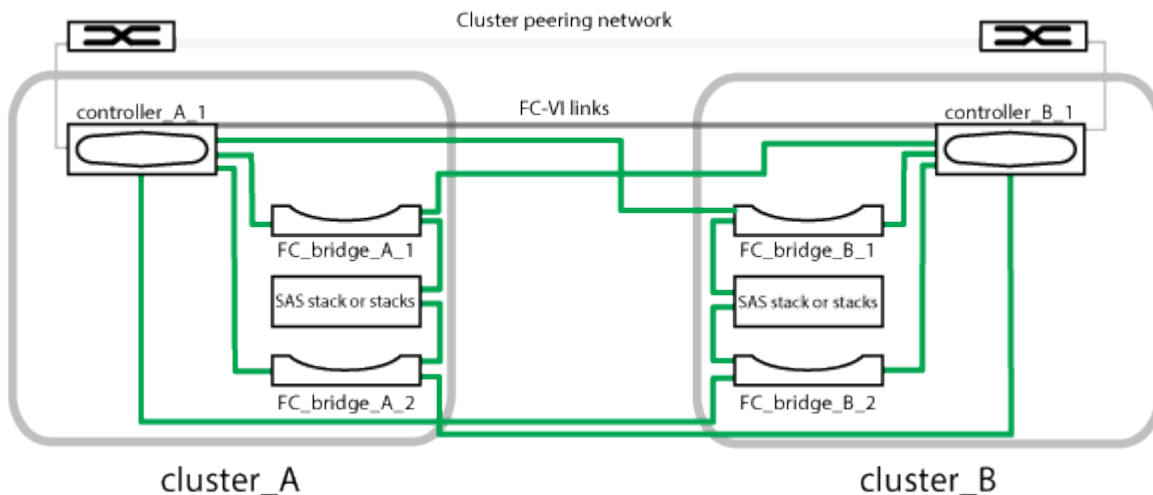 Cluster peering network
controller_A_1
FC-VI links
controller_B_1
FC_bridge_A_1
FC_bridge_B_1
SAS stack or stacks
SAS stack or stacks
FC_bridge_A_2
FC_bridge_B_2
cluster_A
cluster_B